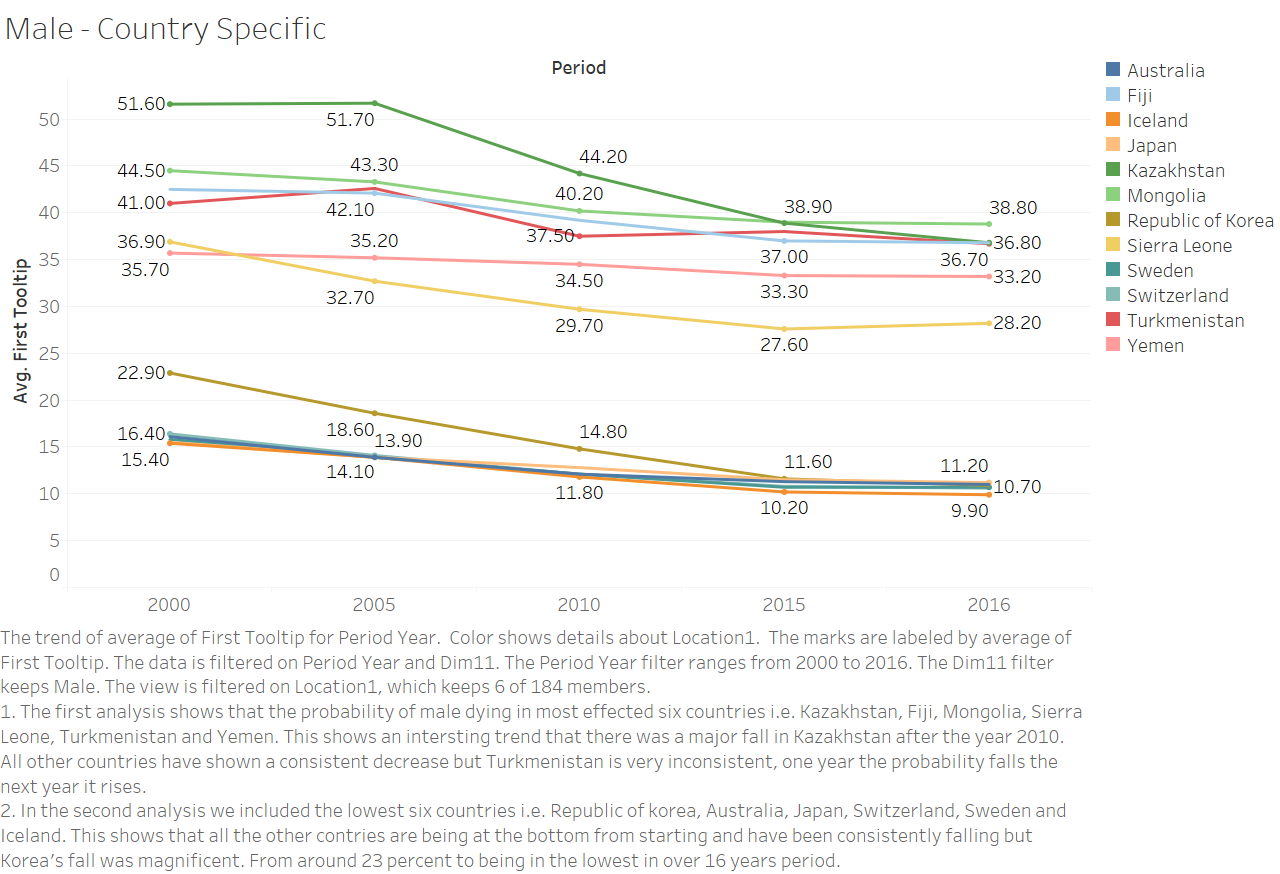 Male - Country Specific
Period
Avg. First Tooltip
50
45
40
35
30
25
20
15
10
5
0
51.60
51.70
44.20
44.50
43.30
40.20
38.90
38.80
41.00
42.10
37.50
37.00
36.80
36.70
36.90
35.20
35.70
34.50
33.30
33.20
32.70
29.70
27.60
28.20
22.90
18.60
14.80
11.60
11.20
16.40
13.90
15.40
14.10
11.80
10.20
10.70
9.90
2000
2005
2010
2015
2016
Australia
Fiji
Iceland
Japan
Kazakhstan
Mongolia
Republic of Korea
Sierra Leone
Sweden
Switzerland
Turkmenistan
Yemen
The trend of average of First Tooltip for Period Year.  Color shows details about Location1.  The marks are labeled by average of
First Tooltip. The data is filtered on Period Year and Dim11. The Period Year filter ranges from 2000 to 2016. The Dim11 filter
keeps Male. The view is filtered on Location1, which keeps 6 of 184 members.
1. The first analysis shows that the probability of male dying in most effected six countries i.e. Kazakhstan, Fiji, Mongolia, Sierra
Leone, Turkmenistan and Yemen. This shows an intersting trend that there was a major fall in Kazakhstan after the year 2010.
All other countries have shown a consistent decrease but Turkmenistan is very inconsistent, one year the probability falls the
next year it rises.
2. In the second analysis we included the lowest six countries i.e. Republic of korea, Australia, Japan, Switzerland, Sweden and
Iceland. This shows that all the other contries are being at the bottom from starting and have been consistently falling but
Korea's fall was magnificent. From around 23 percent to being in the lowest in over 16 years period.